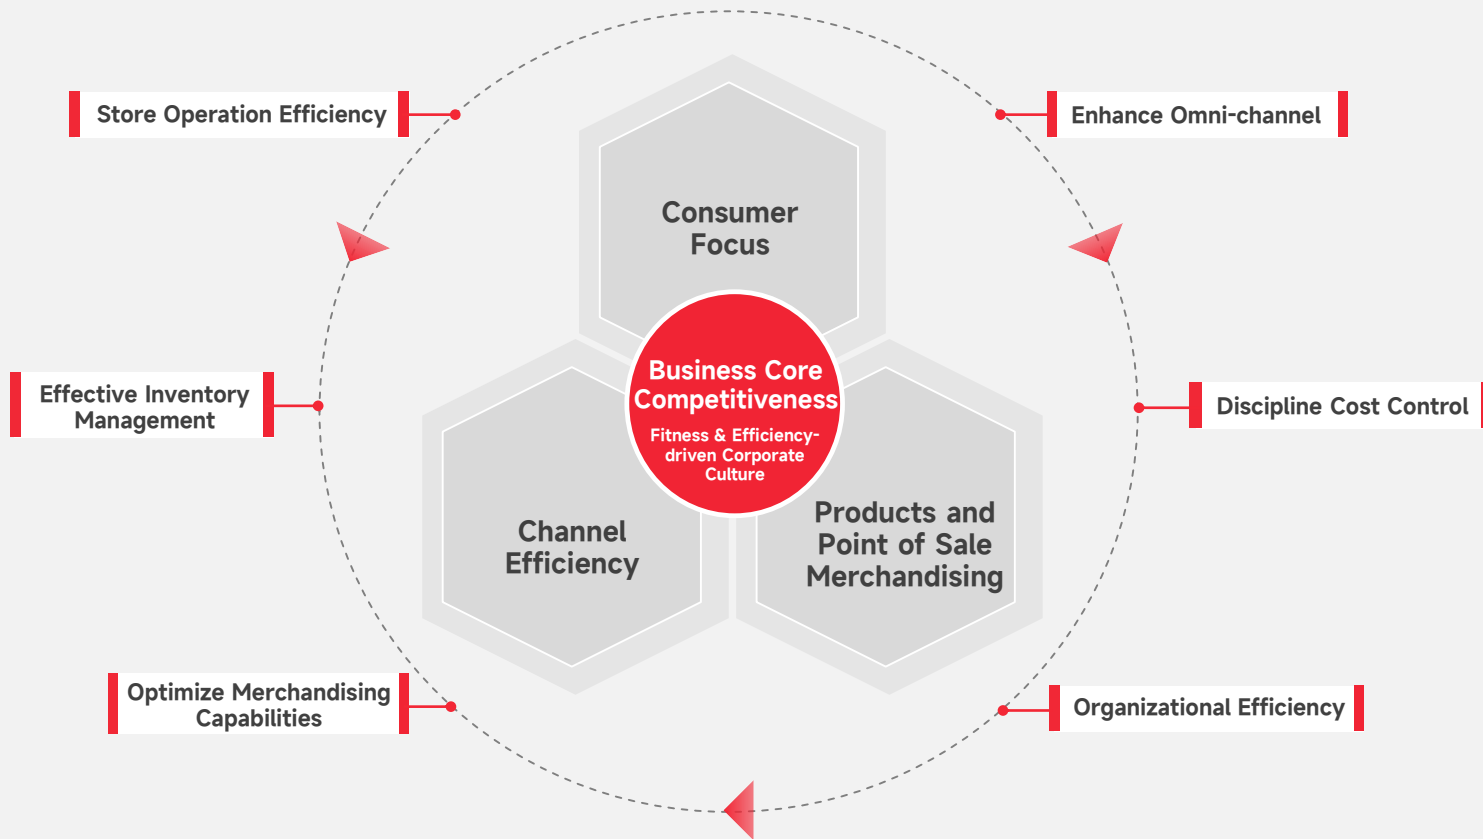 Store Operation Efficiency
Enhance Omni-channel
Consumer
Focus
Business Core
Competitiveness
Fitness & Efficiency-
driven Corporate
Culture
Effective Inventory
Management
Discipline Cost Control
Channel
Efficiency
Products and
Point of Sale
Merchandising
Optimize Merchandising
Capabilities
Organizational Efficiency